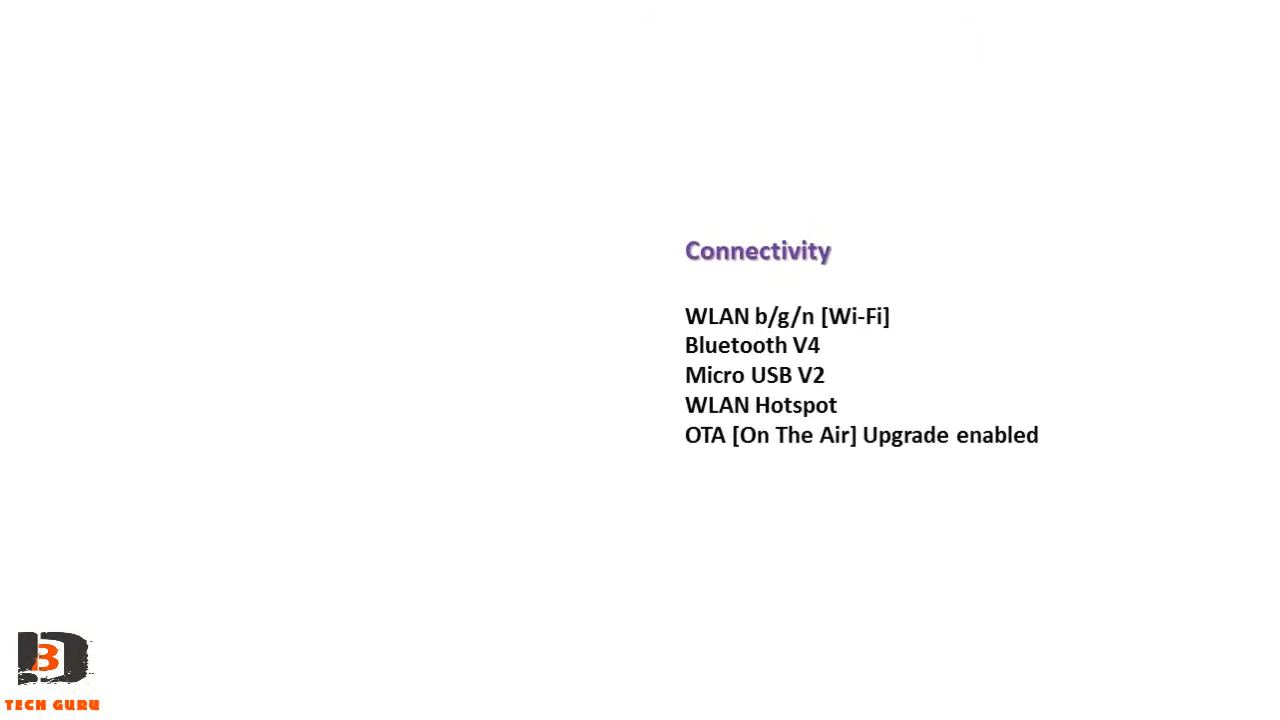 Connectivity
WLAN b/g/n [Wi-Fi]
Bluetooth V4
Micro USB V2
WLAN Hotspot
OTA [On The Air] Upgrade enabled
D3
TECH GURU